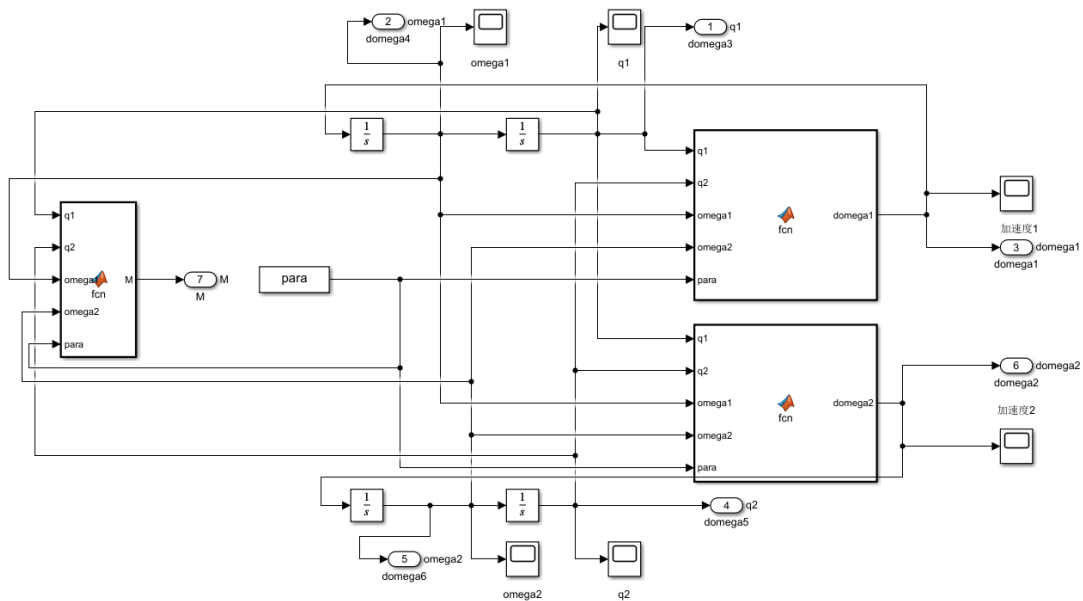 2 omega1
domega4
omega1
q1
1 q1
domega3
1/s
1/s
q1
q2
omega1
omega2
para
fcn
domega1
加速度1
3 domega1
domega1
q1
q2
omega1
omega2
para
fcn
M
7 M
M
para
q1
q2
omega1
omega2
para
fcn
domega2
6 domega2
domega2
加速度2
1/s
1/s
4 q2
domega5
5 omega2
domega6
omega2
q2